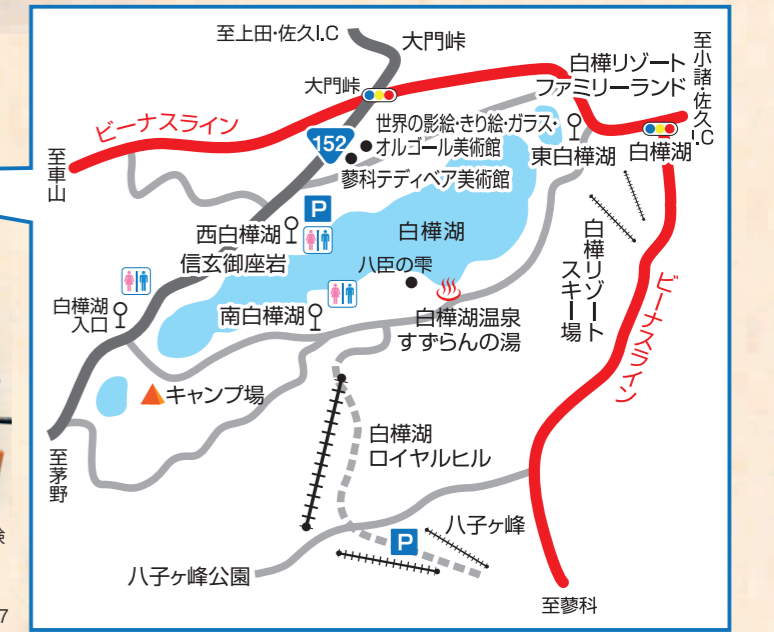 至上田・佐久I.C
大門峠
至小諸・佐久I.C
白樺リゾート
ファミリーランド
大門峠
ビーナスライン
世界の影絵・きり絵・ガラス・
オルゴール美術館
152
東白樺湖
白樺湖
至車山
蓼科テディベア美術館
P
西白樺湖
白樺湖
信玄御座岩
八臣の雫
白樺リゾート
スキー場
ビーナスライン
白樺湖
入口
南白樺湖
白樺湖温泉
すずらんの湯
キャンプ場
白樺湖
ロイヤルヒル
至茅野
八子ヶ峰
P
八子ヶ峰公園
至蓼科
7